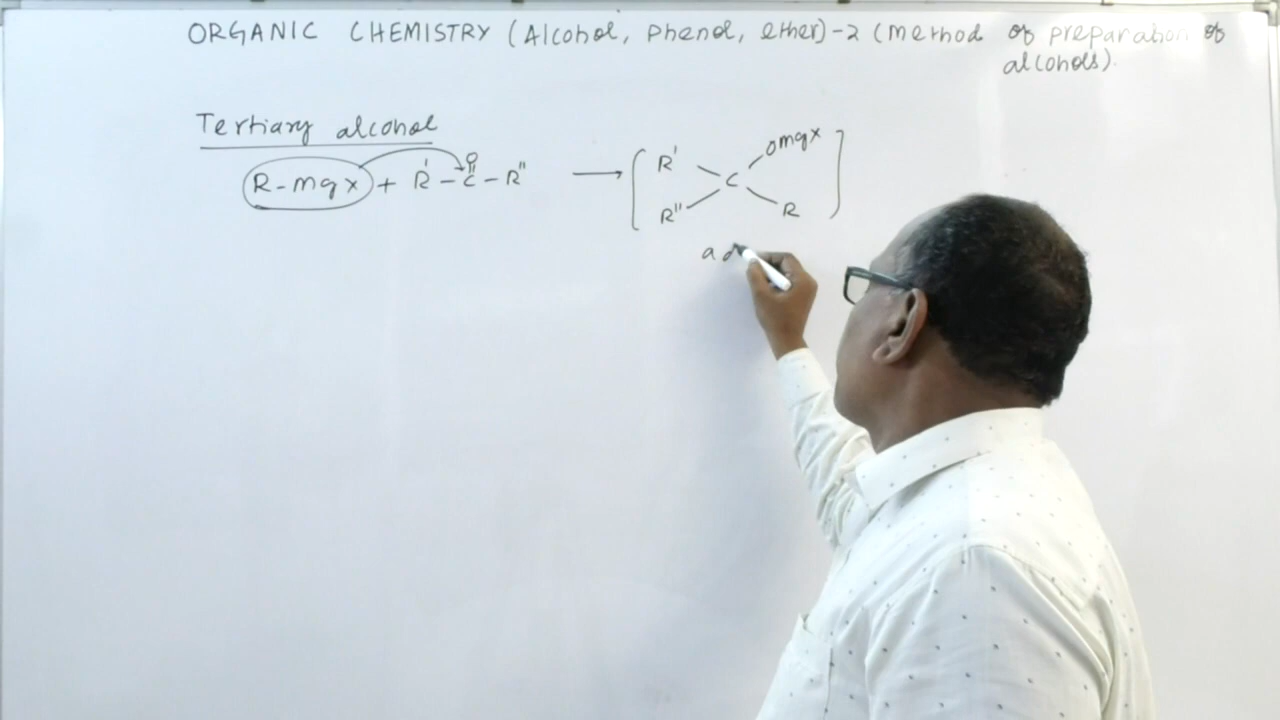 ORGANIC CHEMISTRY (Alcohol, Phenol, ether)-2 (Method of preparation of
alcohols).
Tertiary alcohol
R-mgx + R' - C - R'' → [ R' C Omgx
O
R'' R ]
ad